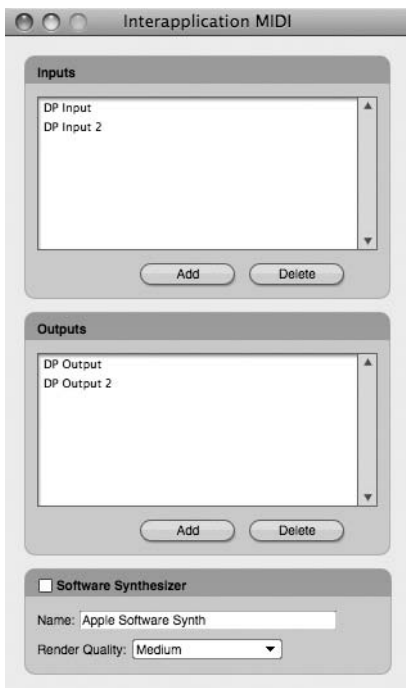 Interapplication MIDI
Inputs
DP Input
DP Input 2
Add Delete
Outputs
DP Output
DP Output 2
Add Delete
Software Synthesizer
Name: Apple Software Synth
Render Quality: Medium